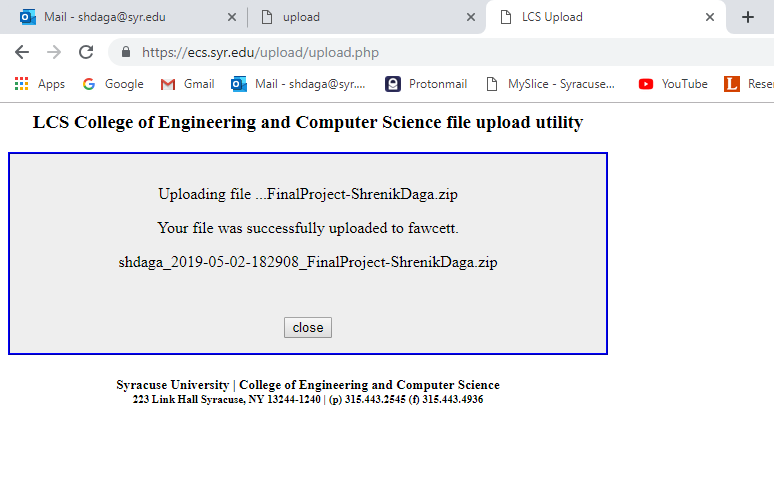 Mail - shdaga@syr.edu
upload
LCS Upload
https://ecs.syr.edu/upload/upload.php
Apps
Google
Gmail
Mail - shdaga@syr....
Protonmail
MySlice - Syracuse...
YouTube
Reser
LCS College of Engineering and Computer Science file upload utility
Uploading file ...FinalProject-ShrenikDaga.zip
Your file was successfully uploaded to fawcett.
shdaga_2019-05-02-182908_FinalProject-ShrenikDaga.zip
close
Syracuse University | College of Engineering and Computer Science
223 Link Hall Syracuse, NY 13244-1240 | (p) 315.443.2545 (f) 315.443.4936